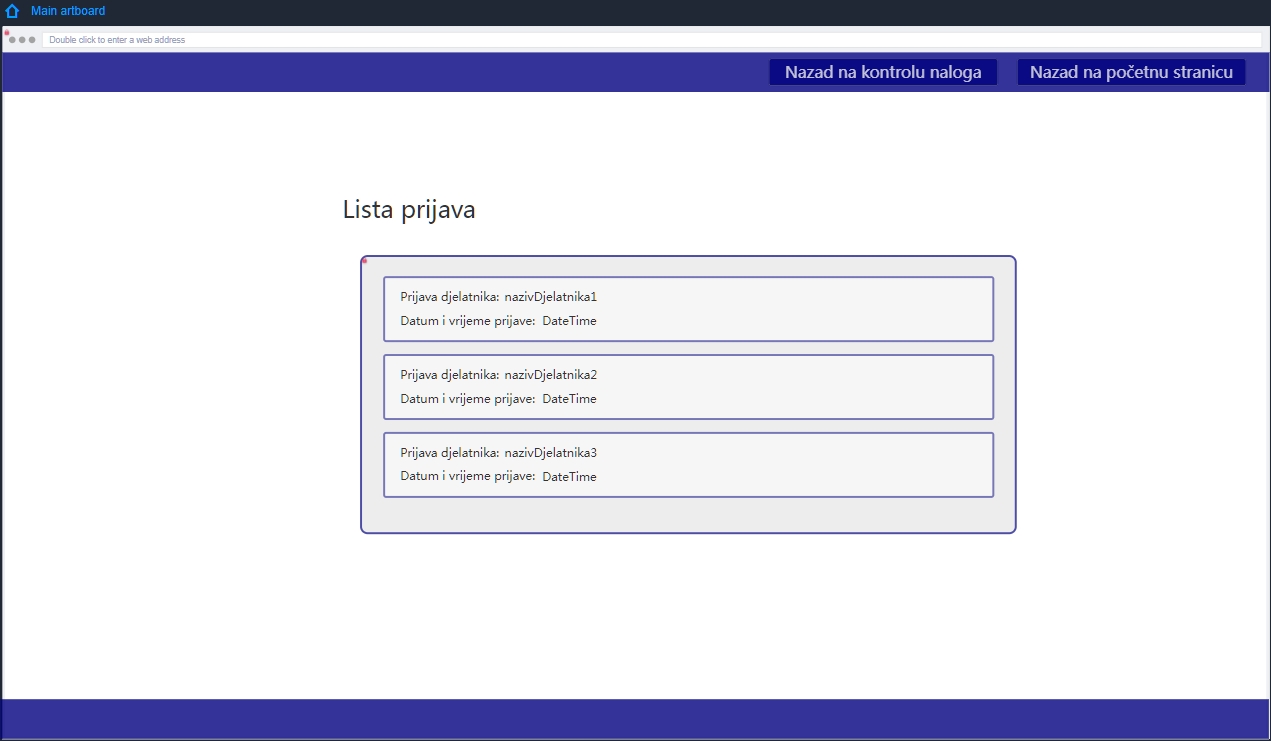 Main artboard
Double click to enter a web address
Nazad na kontrolu naloga
Nazad na početnu stranicu
Lista prijava
Prijava djelatnika: nazivDjelatnika1
Datum i vrijeme prijave: DateTime
Prijava djelatnika: nazivDjelatnika2
Datum i vrijeme prijave: DateTime
Prijava djelatnika: nazivDjelatnika3
Datum i vrijeme prijave: DateTime